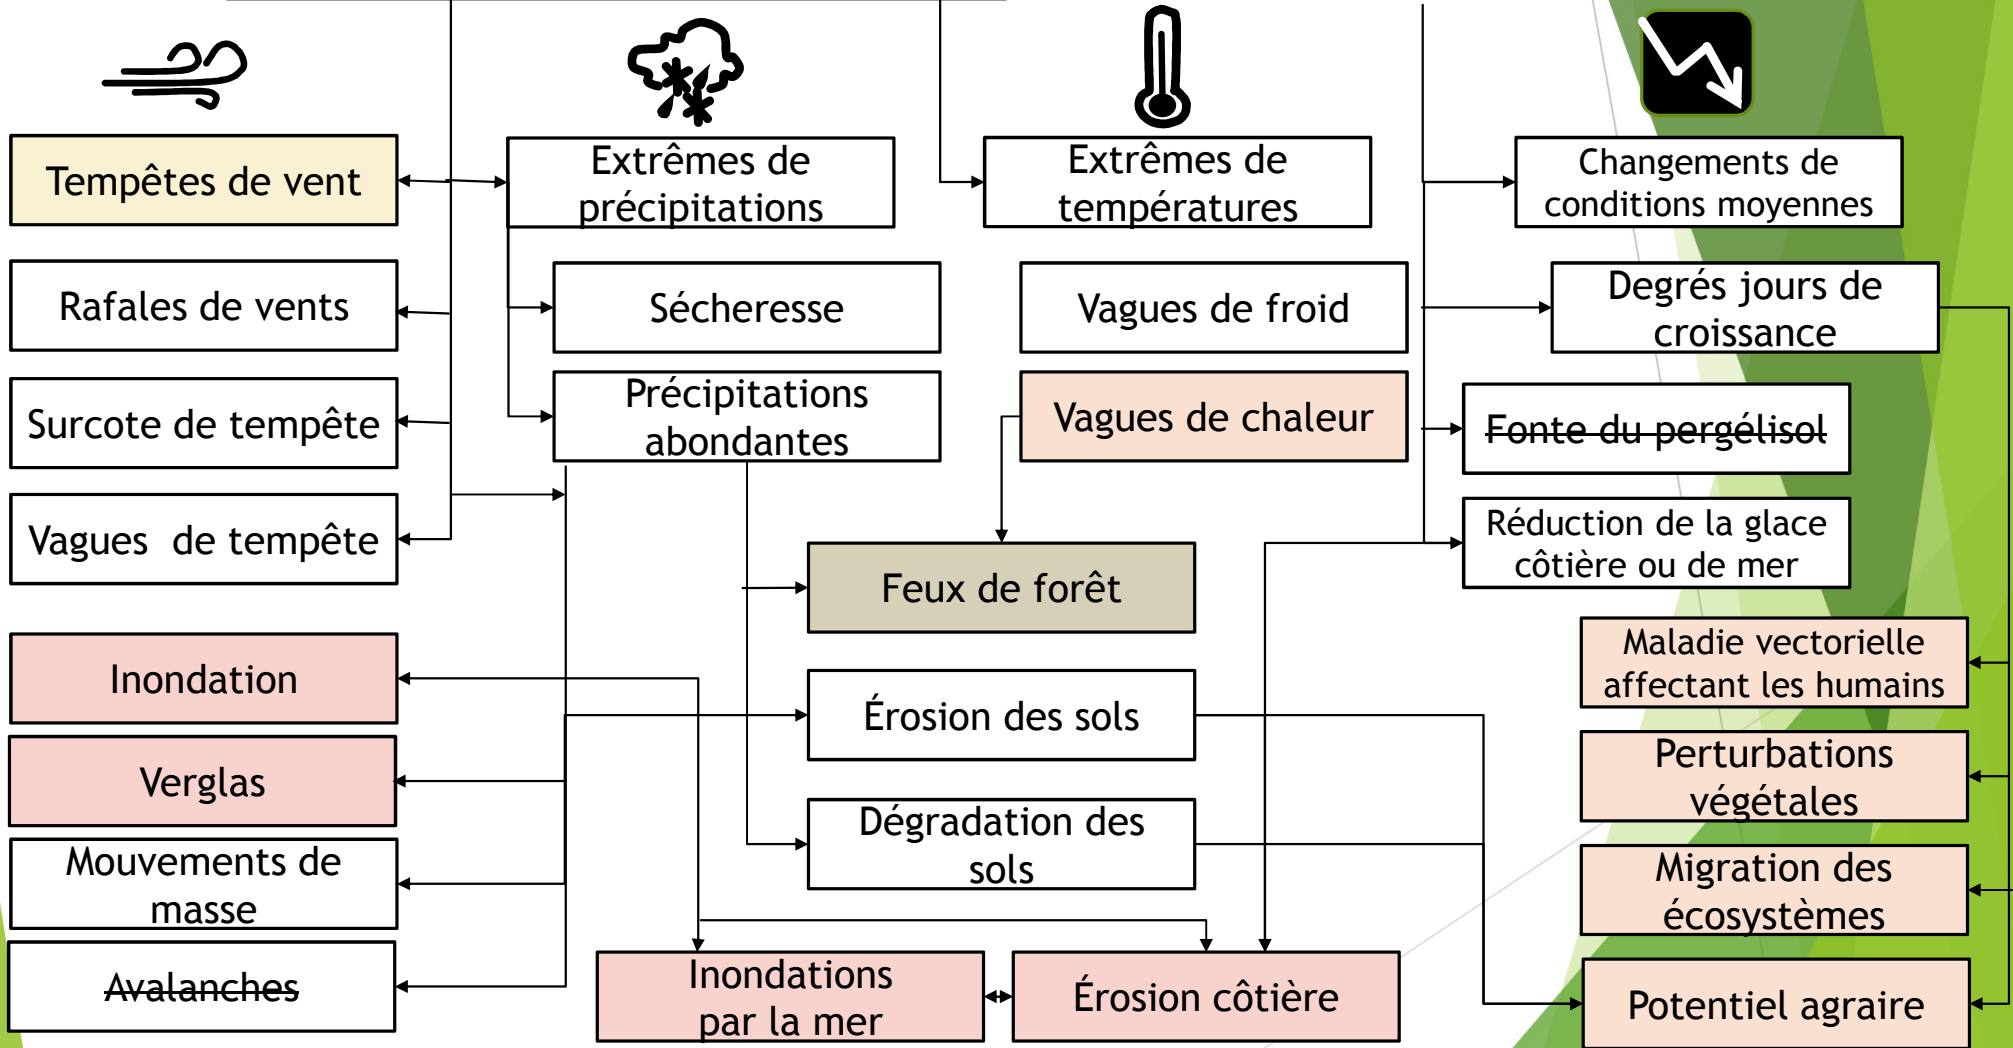 Tempêtes de vent
Extrêmes de
précipitations
Extrêmes de
températures
Changements de
conditions moyennes
Rafales de vents
Sécheresse
Vagues de froid
Degrés jours de
croissance
Surcote de tempête
Précipitations
abondantes
Vagues de chaleur
Fonte du pergélisol
Vagues de tempête
Feux de forêt
Réduction de la glace
côtière ou de mer
Inondation
Érosion des sols
Maladie vectorielle
affectant les humains
Verglas
Perturbations
végétales
Mouvements de
masse
Dégradation des
sols
Migration des
écosystèmes
Avalanches
Inondations
par la mer
Érosion côtière
Potentiel agraire